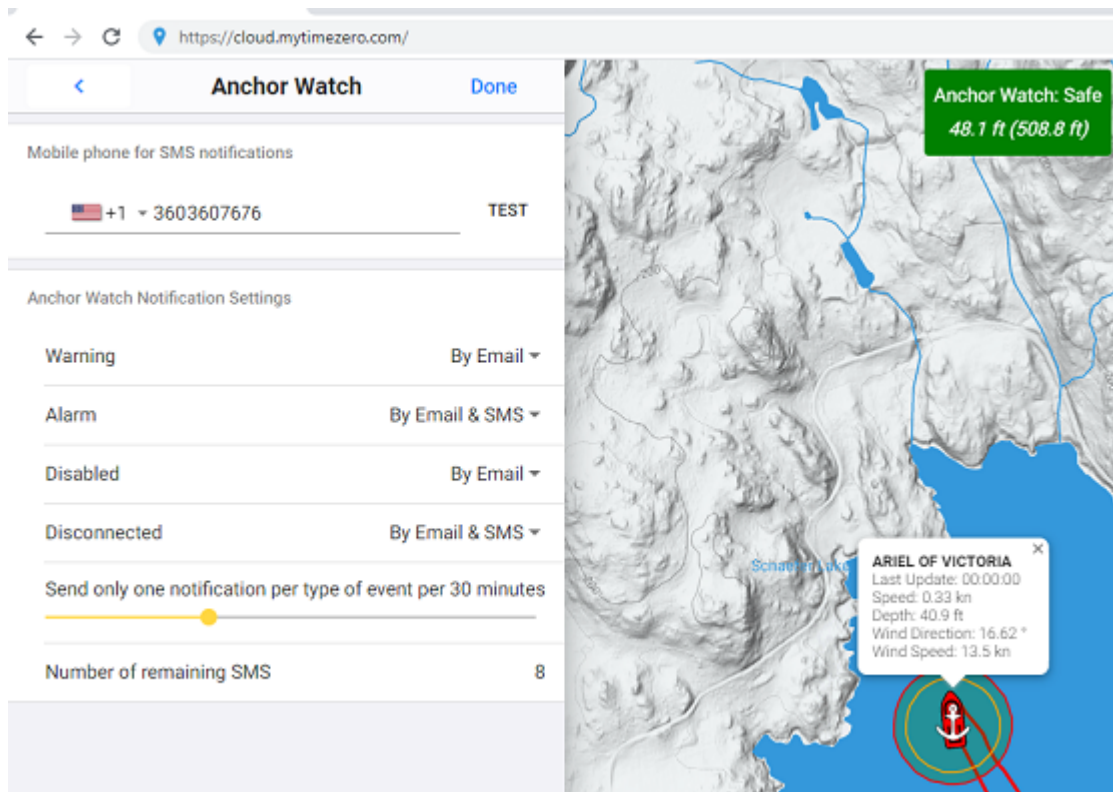 https://cloud.mytimezero.com/
Anchor Watch
Done
Anchor Watch: Safe
48.1 ft (508.8 ft)
Mobile phone for SMS notifications
+1 3603607676
TEST
Anchor Watch Notification Settings
Warning By Email
Alarm By Email & SMS
Disabled By Email
Disconnected By Email & SMS
Send only one notification per type of event per 30 minutes
Number of remaining SMS 8
Schaefer Lake
ARIEL OF VICTORIA
Last Update: 00:00:00
Speed: 0.33 kn
Depth: 40.9 ft
Wind Direction: 16.62 °
Wind Speed: 13.5 kn